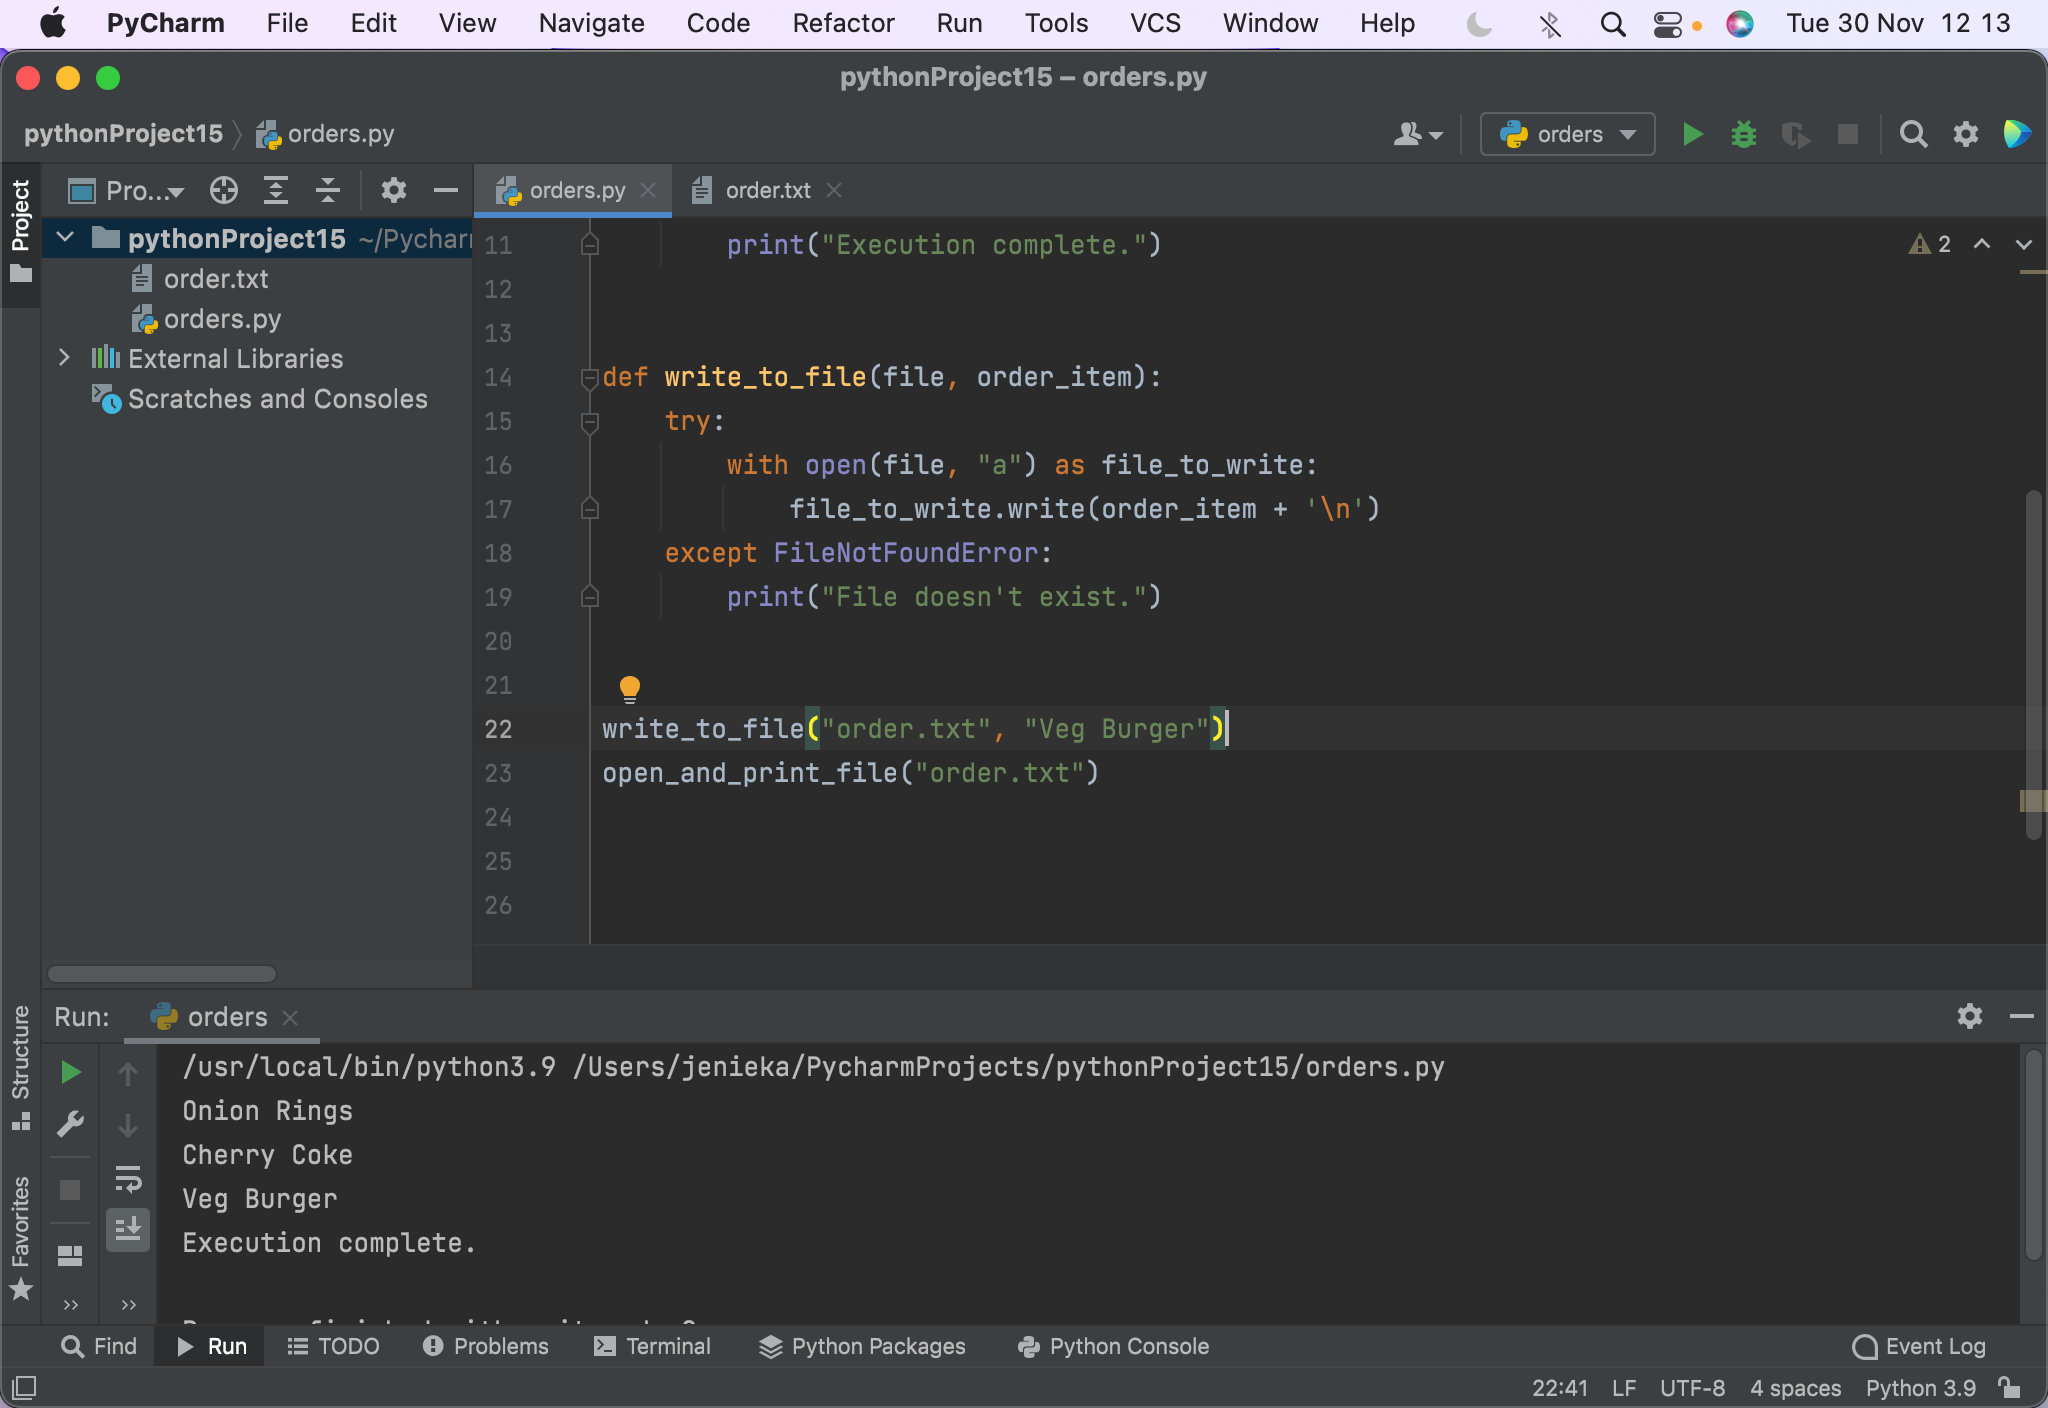 PyCharm File Edit View Navigate Code Refactor Run Tools VCS Window Help Tue 30 Nov 12 13
pythonProject15 – orders.py
pythonProject15 orders.py orders
Project
Pro... orders.py order.txt
pythonProject15 ~/Pychar
order.txt
orders.py
External Libraries
Scratches and Consoles
2
11 print("Execution complete.")
12
13
14 def write_to_file(file, order_item):
15 try:
16 with open(file, "a") as file_to_write:
17 file_to_write.write(order_item + '\n')
18 except FileNotFoundError:
19 print("File doesn't exist.")
20
21
22 write_to_file("order.txt", "Veg Burger")
23 open_and_print_file("order.txt")
24
25
26
Structure
Favorites
Run: orders
/usr/local/bin/python3.9 /Users/jenieka/PycharmProjects/pythonProject15/orders.py
Onion Rings
Cherry Coke
Veg Burger
Execution complete.
Find Run TODO Problems Terminal Python Packages Python Console Event Log
22:41 LF UTF-8 4 spaces Python 3.9